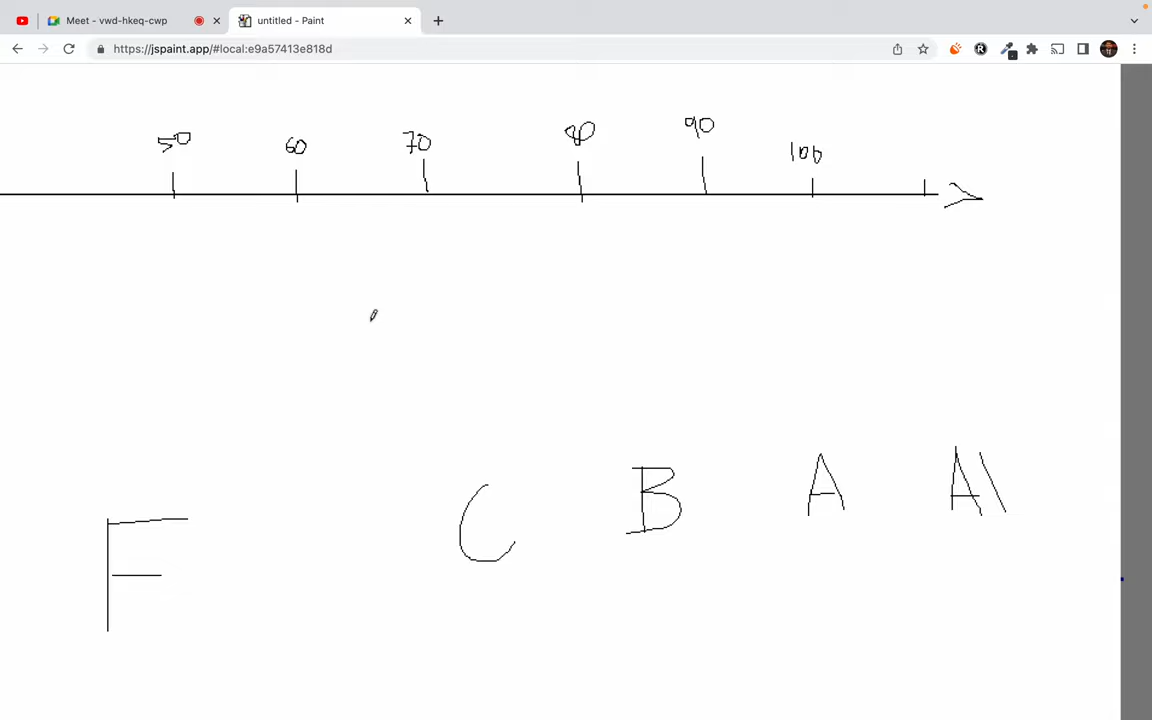 Meet - vwd-hkeq-cwp untitled - Paint
https://jspaint.app/#local:e9a57413e818d
50 60 70 80 90 100
F C B A A\